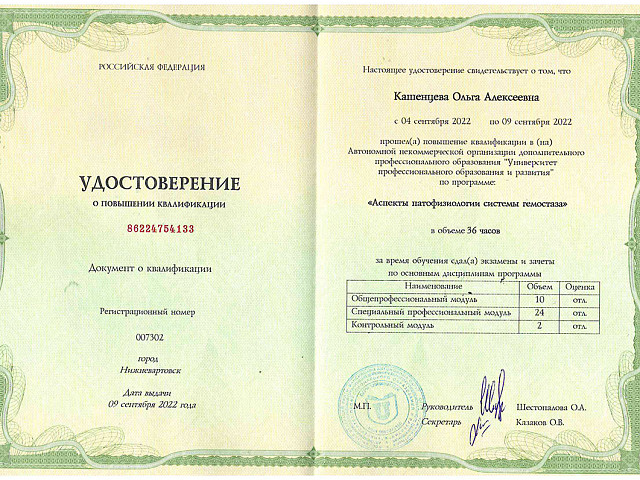 РОССИЙСКАЯ ФЕДЕРАЦИЯ
УДОСТОВЕРЕНИЕ
О ПОВЫШЕНИИ КВАЛИФИКАЦИИ
86224754133
Документ о квалификации
Регистрационный номер
007302
город
Нижневартовск
Дата выдачи
09 сентября 2022 года
Настоящее удостоверение свидетельствует о том, что
Кашенцева Ольга Алексеевна
с 04 сентября 2022 по 09 сентября 2022
прошел(а) повышение квалификации в (на)
Автономной некоммерческой организации дополнительного
профессионального образования "Университет
профессионального образования и развития"
по программе:
«Аспекты патофизиологии системы гемостаза»
в объеме 36 часов
за время обучения сдал(а) экзамены и зачеты
по основным дисциплинам программы
Наименование Объем Оценка
Общепрофессиональный модуль 10 отл.
Специальный профессиональный модуль 24 отл.
Контрольный модуль 2 отл.
М.П. Руководитель Шестопалова О.А.
Секретарь Казаков О.В.